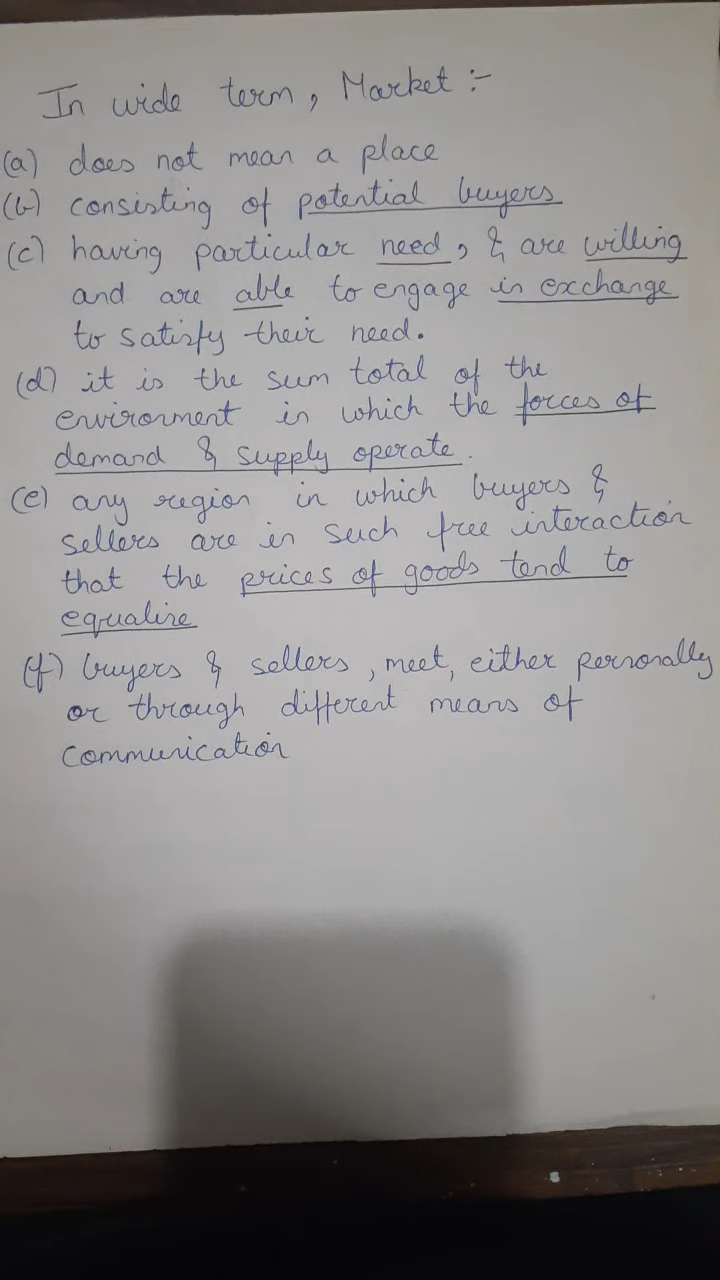 In wide term, Market :-
(a) does not mean a place
(b) consisting of potential buyers
(c) having particular need, & are willing
and are able to engage in exchange
to satisfy their need.
(d) it is the sum total of the
environment in which the forces of
demand & supply operate.
(e) any region in which buyers &
sellers are in such free interaction
that the prices of goods tend to
equalize
(f) buyers & sellers, meet, either personally
or through different means of
communication